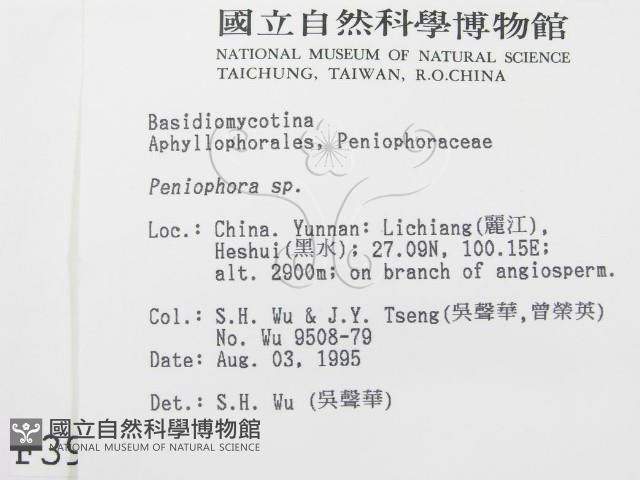 國立自然科學博物館
NATIONAL MUSEUM OF NATURAL SCIENCE
TAICHUNG, TAIWAN, R.O.CHINA
Basidiomycotina
Aphyllophorales, Peniophoraceae
Peniophora sp.
Loc.: China. Yunnan: Lichiang(麗江),
Heshui(黑水); 27.09N, 100.15E;
alt. 2900m; on branch of angiosperm.
Col.: S.H. Wu & J.Y. Tseng(吳聲華,曾榮英)
No. Wu 9508-79
Date: Aug. 03, 1995
Det.: S.H. Wu (吳聲華)
國立自然科學博物館
NATIONAL MUSEUM OF NATURAL SCIENCE
F39